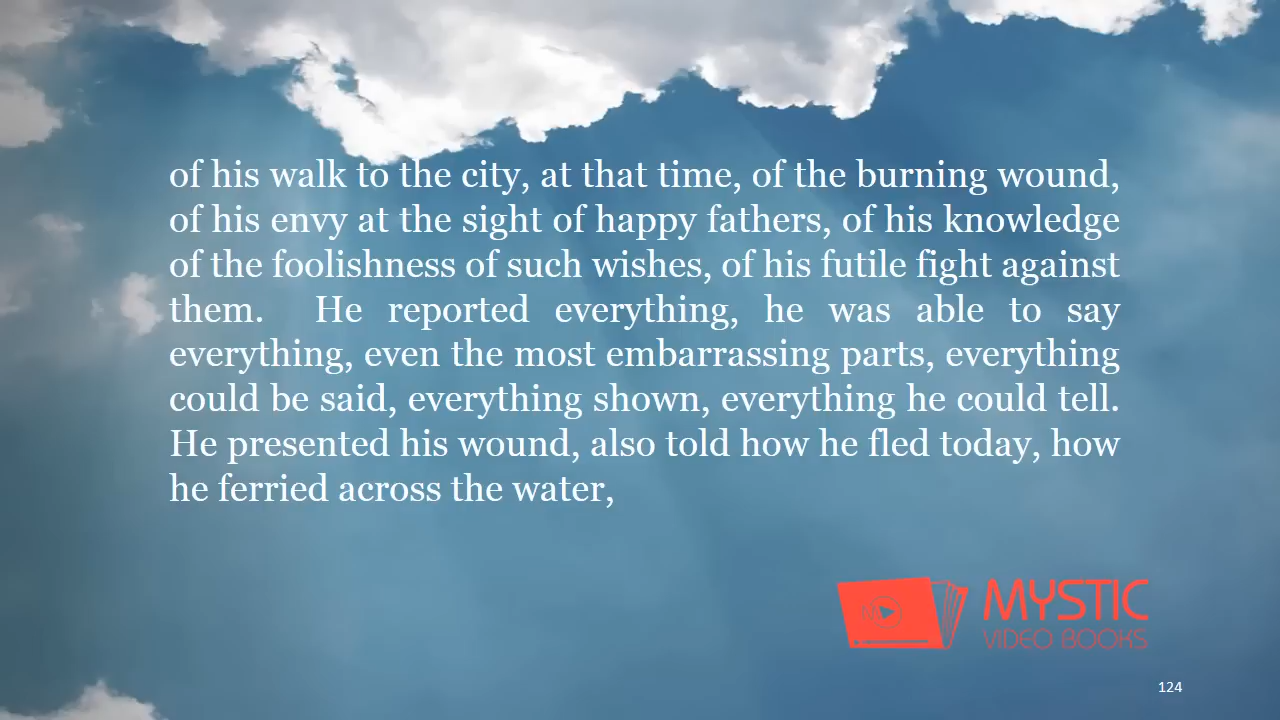 of his walk to the city, at that time, of the burning wound,
of his envy at the sight of happy fathers, of his knowledge
of the foolishness of such wishes, of his futile fight against
them. He reported everything, he was able to say
everything, even the most embarrassing parts, everything
could be said, everything shown, everything he could tell.
He presented his wound, also told how he fled today, how
he ferried across the water,
MYSTIC
VIDEO BOOKS
124